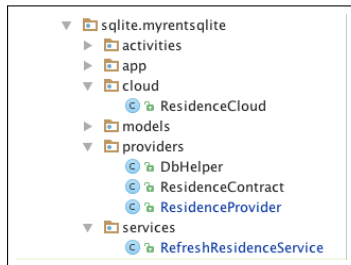 sqlite.myrentsqlite
activities
app
cloud
ResidenceCloud
models
providers
DbHelper
ResidenceContract
ResidenceProvider
services
RefreshResidenceService